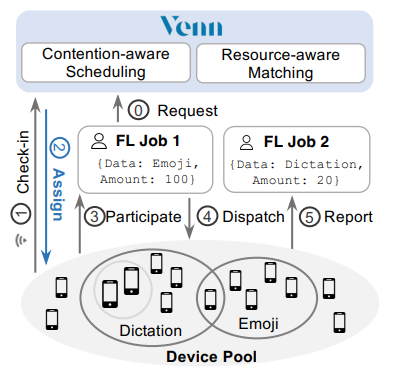 Venn
Contention-aware
Scheduling
Resource-aware
Matching
0 Request
1 Check-in
2 Assign
FL Job 1
{Data: Emoji,
Amount: 100}
FL Job 2
{Data: Dictation,
Amount: 20}
3 Participate
4 Dispatch
5 Report
Dictation
Emoji
Device Pool